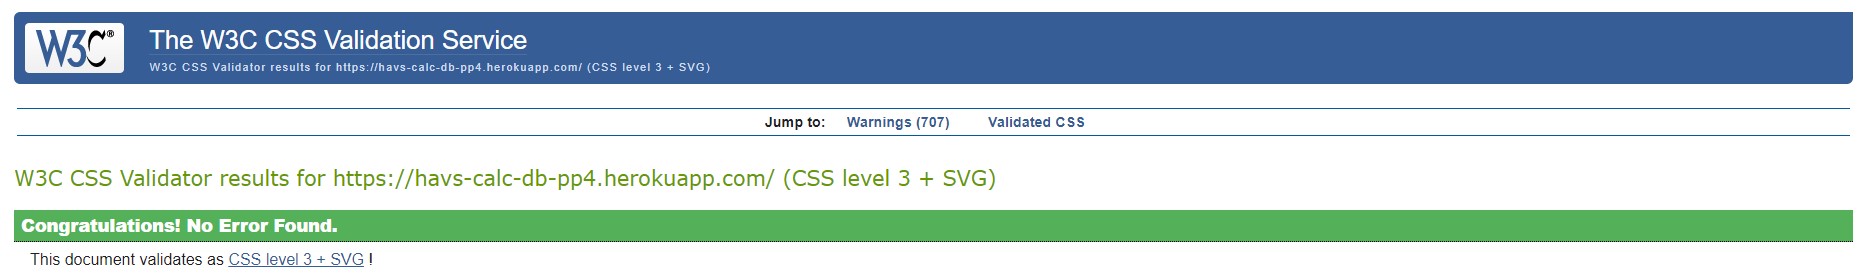 W3C®
The W3C CSS Validation Service
W3C CSS Validator results for https://havs-calc-db-pp4.herokuapp.com/ (CSS level 3 + SVG)
Jump to: Warnings (707) Validated CSS
W3C CSS Validator results for https://havs-calc-db-pp4.herokuapp.com/ (CSS level 3 + SVG)
Congratulations! No Error Found.
This document validates as CSS level 3 + SVG !